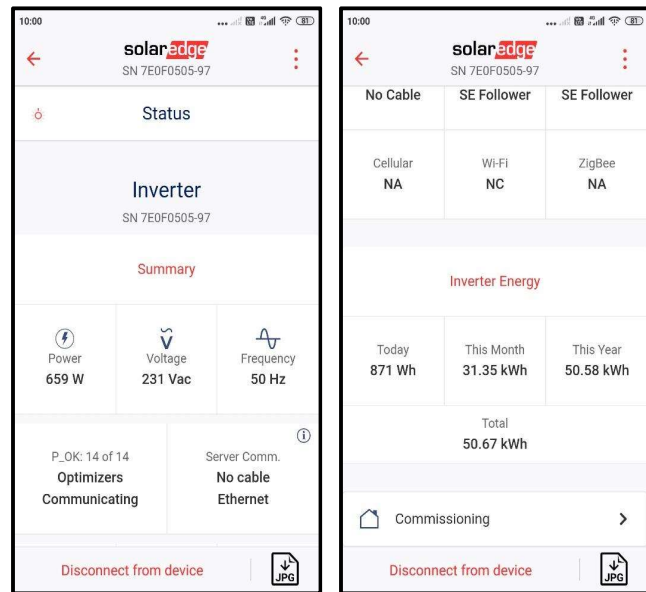 10:00
81
solaredge
SN 7E0F0505-97
Status
Inverter
SN 7E0F0505-97
Summary
Power Voltage Frequency
659 W 231 Vac 50 Hz
P_OK: 14 of 14 Server Comm.
Optimizers No cable
Communicating Ethernet
Disconnect from device
JPG
10:00
81
solaredge
SN 7E0F0505-97
No Cable SE Follower SE Follower
Cellular Wi-Fi ZigBee
NA NC NA
Inverter Energy
Today This Month This Year
871 Wh 31.35 kWh 50.58 kWh
Total
50.67 kWh
Commissioning
Disconnect from device
JPG